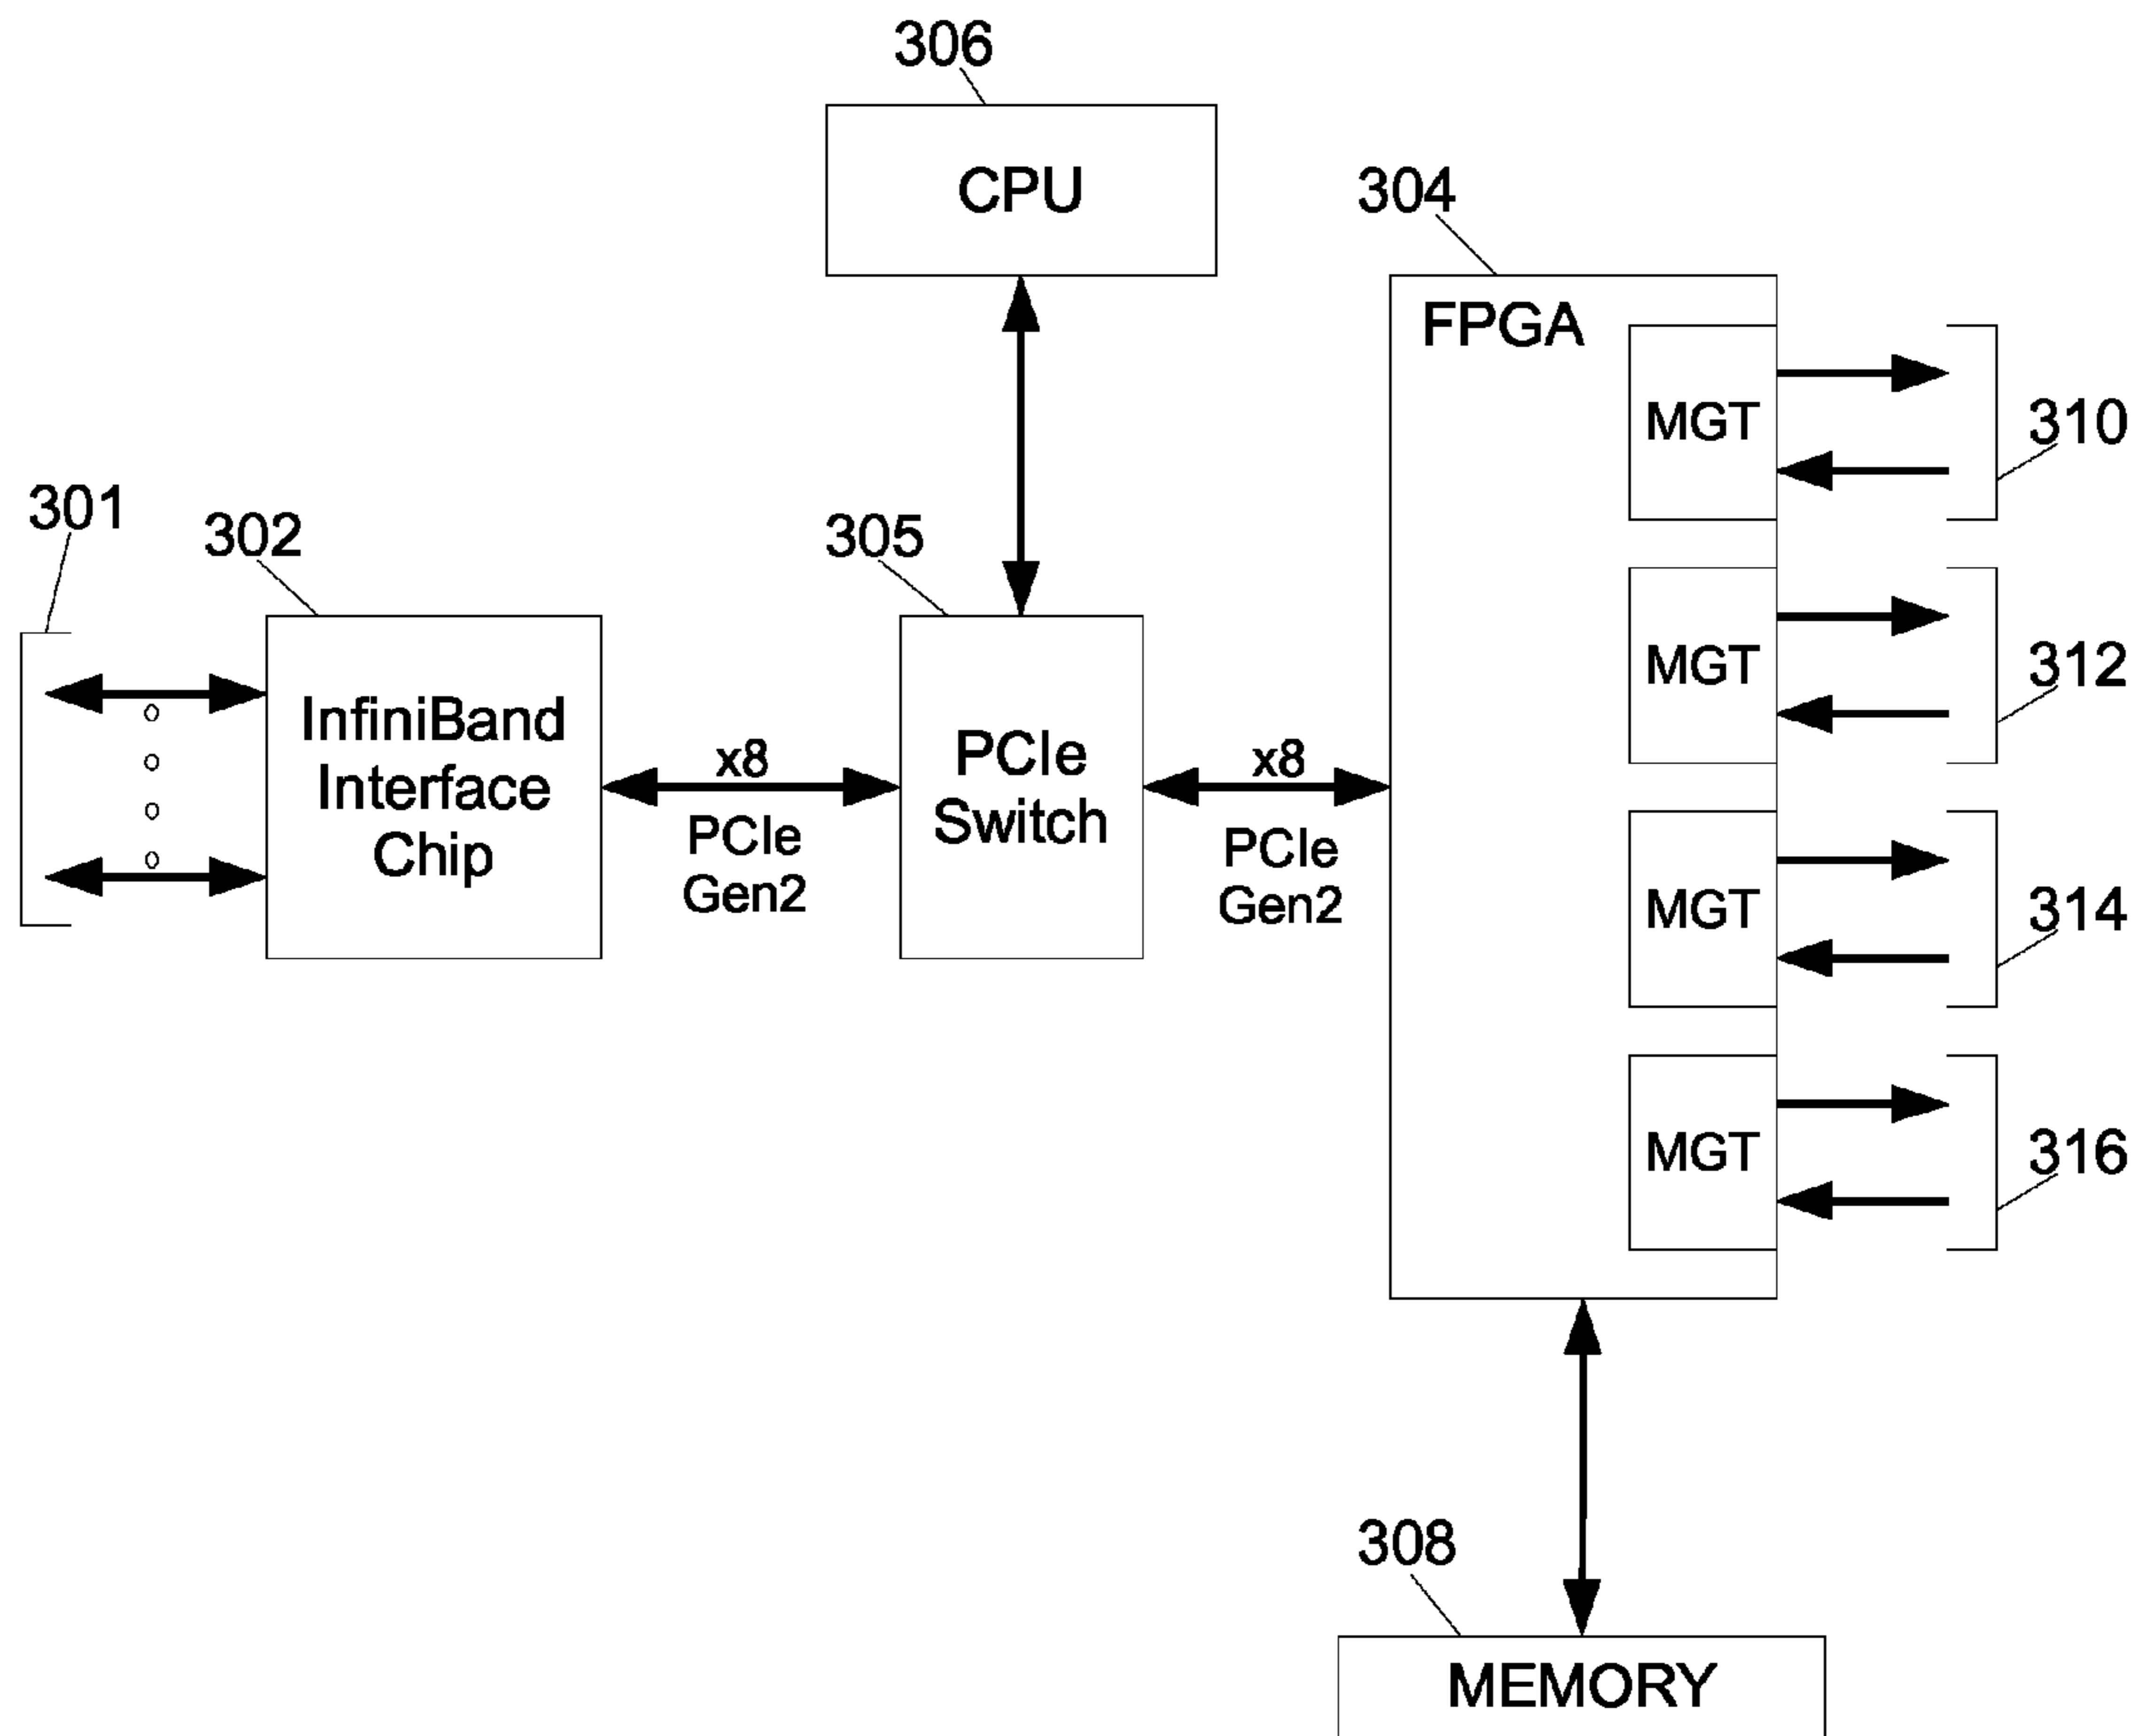 306
CPU
304
FPGA
MGT
310
301
302
305
MGT
312
InfiniBand
Interface
Chip
x8
PCIe
Gen2
PCIe
Switch
x8
PCIe
Gen2
MGT
314
MGT
316
308
MEMORY